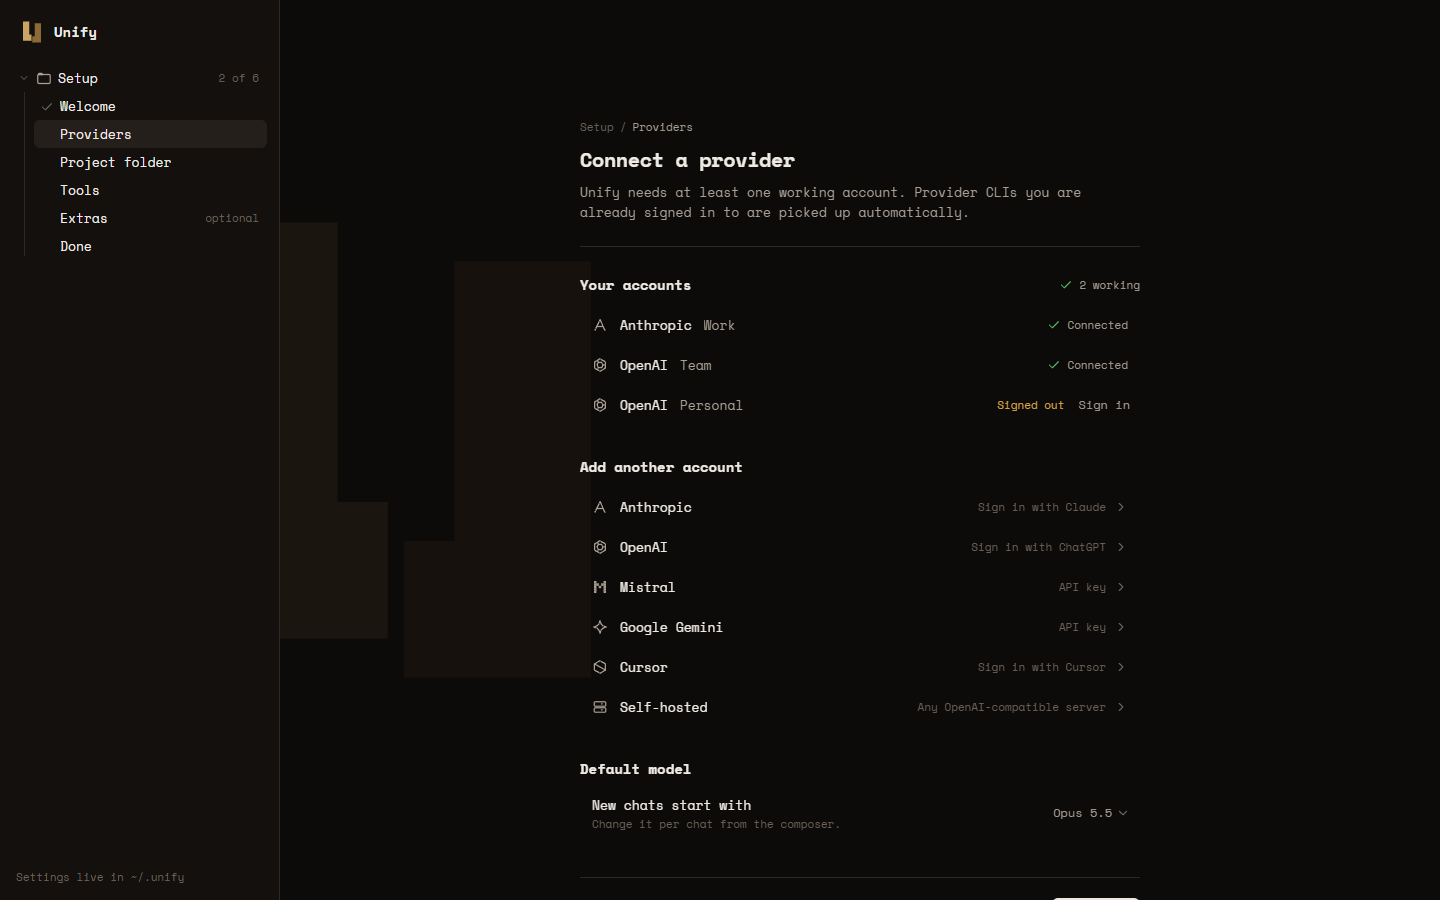 Unify
Setup 2 of 6
Welcome
Providers
Project folder
Tools
Extras optional
Done
Settings live in ~/.unify
Setup / Providers
Connect a provider
Unify needs at least one working account. Provider CLIs you are
already signed in to are picked up automatically.
Your accounts 2 working
Anthropic Work Connected
OpenAI Team Connected
OpenAI Personal Signed out Sign in
Add another account
Anthropic Sign in with Claude
OpenAI Sign in with ChatGPT
Mistral API key
Google Gemini API key
Cursor Sign in with Cursor
Self-hosted Any OpenAI-compatible server
Default model
New chats start with Opus 5.5
Change it per chat from the composer.